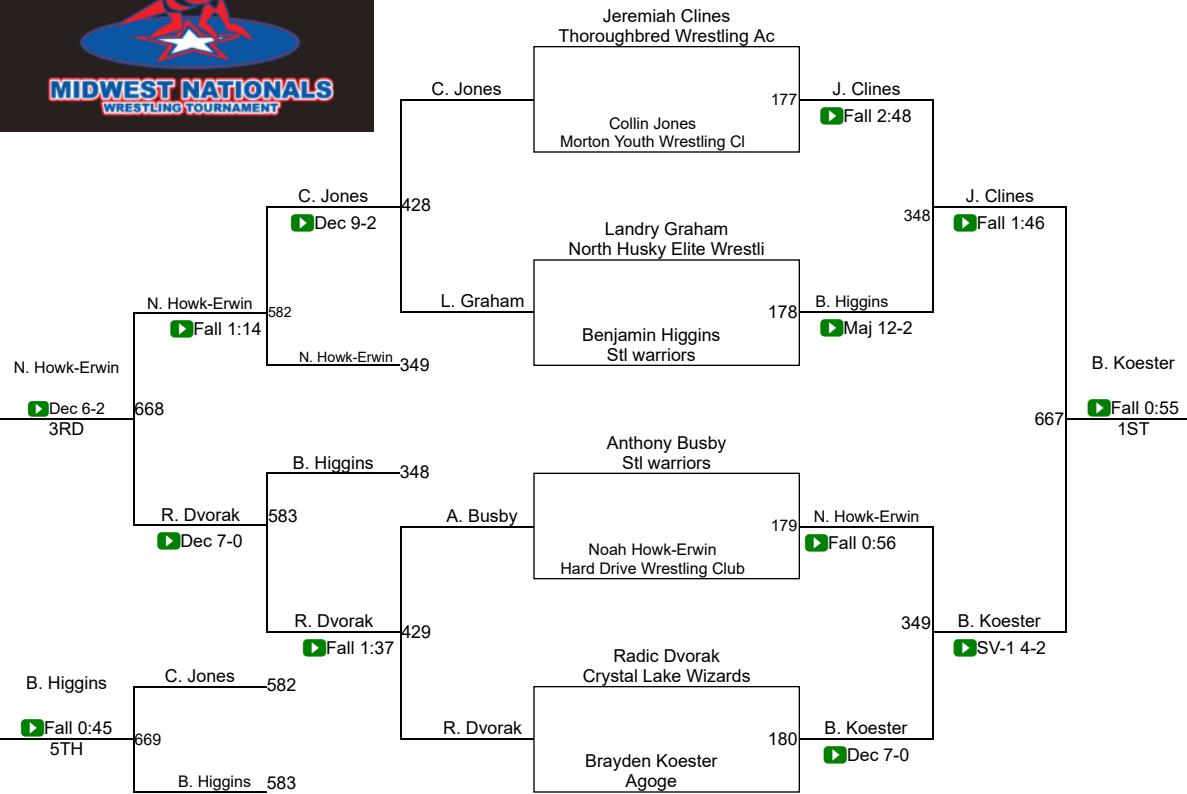 MIDWEST NATIONALS
WRESTLING TOURNAMENT
Jeremiah Clines
Thoroughbred Wrestling Ac
C. Jones
177
J. Clines
Fall 2:48
Collin Jones
Morton Youth Wrestling Cl
C. Jones
Dec 9-2
428
348
J. Clines
Fall 1:46
Landry Graham
North Husky Elite Wrestli
L. Graham
178
B. Higgins
Maj 12-2
Benjamin Higgins
Stl warriors
N. Howk-Erwin
Fall 1:14
582
N. Howk-Erwin
349
N. Howk-Erwin
Dec 6-2
3RD
668
B. Koester
Fall 0:55
1ST
667
Anthony Busby
Stl warriors
B. Higgins
348
R. Dvorak
Dec 7-0
583
A. Busby
179
N. Howk-Erwin
Fall 0:56
Noah Howk-Erwin
Hard Drive Wrestling Club
R. Dvorak
Fall 1:37
429
349
B. Koester
SV-1 4-2
Radic Dvorak
Crystal Lake Wizards
B. Higgins
Fall 0:45
5TH
C. Jones
582
669
B. Higgins
583
R. Dvorak
180
B. Koester
Dec 7-0
Brayden Koester
Agoge